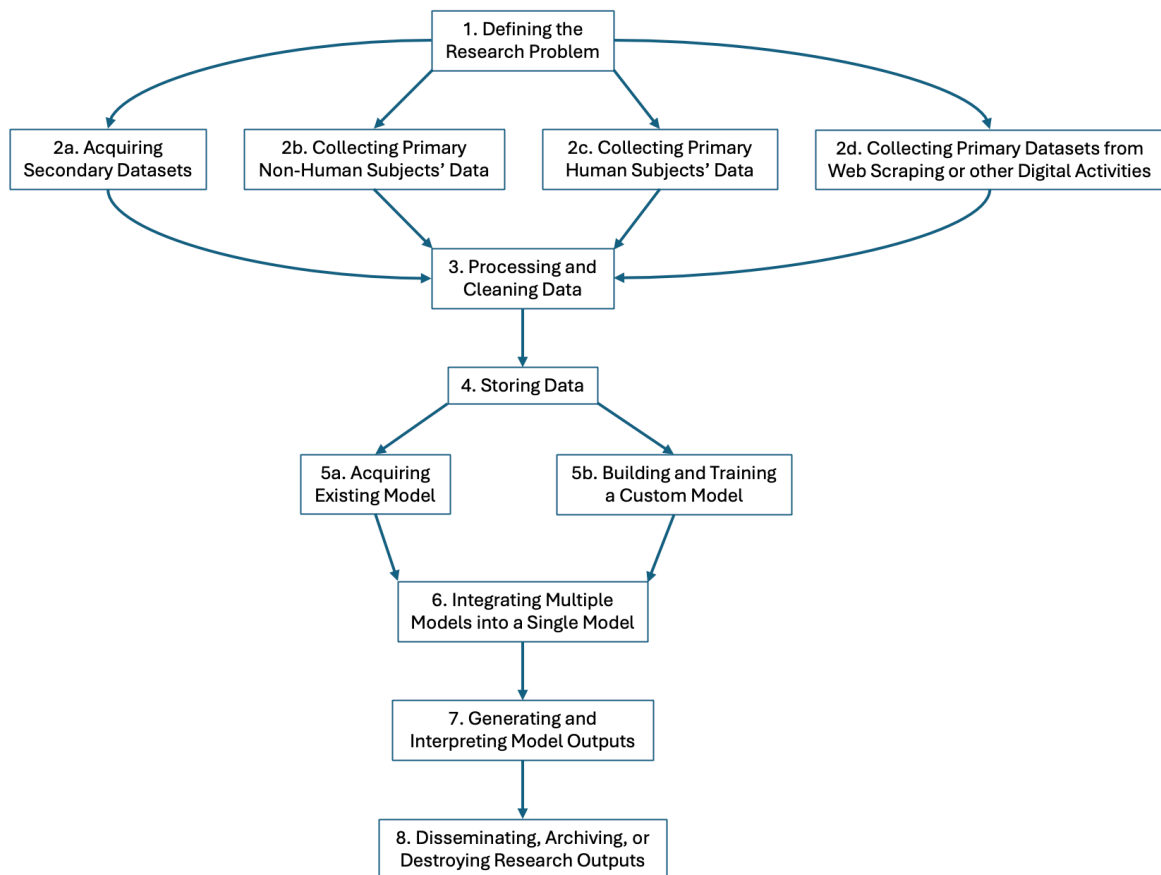 1. Defining the
Research Problem
2a. Acquiring
Secondary Datasets
2b. Collecting Primary
Non-Human Subjects’ Data
2c. Collecting Primary
Human Subjects’ Data
2d. Collecting Primary Datasets from
Web Scraping or other Digital Activities
3. Processing and
Cleaning Data
4. Storing Data
5a. Acquiring
Existing Model
5b. Building and Training
a Custom Model
6. Integrating Multiple
Models into a Single Model
7. Generating and
Interpreting Model Outputs
8. Disseminating, Archiving, or
Destroying Research Outputs